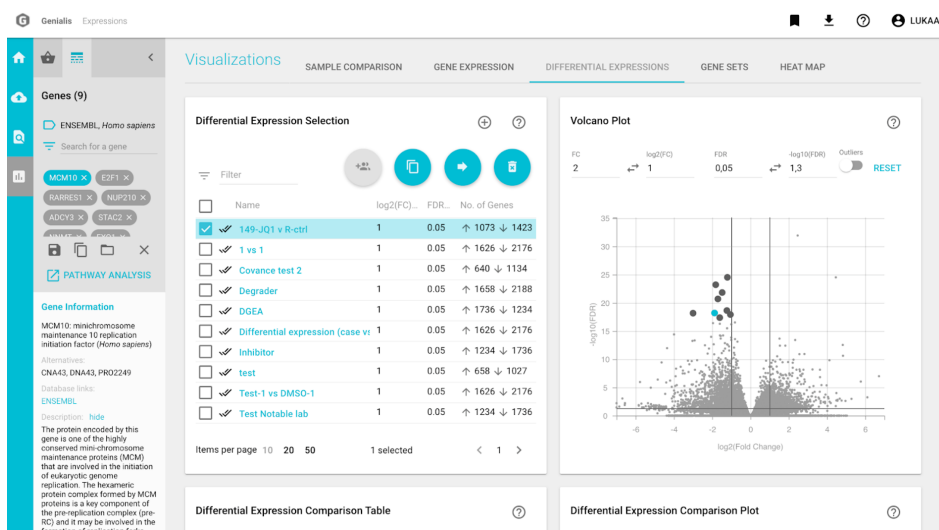 Genialis Expressions
LUKAA
Visualizations
SAMPLE COMPARISON
GENE EXPRESSION
DIFFERENTIAL EXPRESSIONS
GENE SETS
HEAT MAP
Genes (9)
ENSEMBL, Homo sapiens
Search for a gene
MCM10 × E2F1 ×
RARRES1 × NUP210 ×
ADCY3 × STAC2 ×
PATHWAY ANALYSIS
Gene Information
MCM10: minichromosome
maintenance 10 replication
initiation factor (Homo sapiens)
Alternatives:
CNA43, DNA43, PRO2249
Database links:
ENSEMBL
Description: hide
The protein encoded by this
gene is one of the highly
conserved mini-chromosome
maintenance proteins (MCM)
that are involved in the initiation
of eukaryotic genome
replication. The hexameric
protein complex formed by MCM
proteins is a key component of
the pre-replication complex (pre-
RC) and it may be involved in the
Differential Expression Selection
Filter
Name log2(FC)... FDR... No. of Genes
149-JQ1 v R-ctrl 1 0.05 ↑ 1073 ↓ 1423
1 vs 1 1 0.05 ↑ 1626 ↓ 2176
Covance test 2 1 0.05 ↑ 640 ↓ 1134
Degrader 1 0.05 ↑ 1658 ↓ 2188
DGEA 1 0.05 ↑ 1736 ↓ 1234
Differential expression (case vs 1 0.05 ↑ 1626 ↓ 2176
Inhibitor 1 0.05 ↑ 1234 ↓ 1736
test 1 0.05 ↑ 658 ↓ 1027
Test-1 vs DMSO-1 1 0.05 ↑ 1626 ↓ 2176
Test Notable lab 1 0.05 ↑ 1234 ↓ 1736
Items per page 10 20 50 1 selected < 1 >
Volcano Plot
FC log2(FC) FDR -log10(FDR) Outliers
2 1 0,05 1,3 RESET
35
30
25
20
15
10
5
0
-log10(FDR)
-6 -4 -2 0 2 4 6
log2(Fold Change)
Differential Expression Comparison Table
Differential Expression Comparison Plot